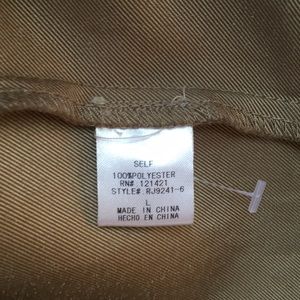 SELF
100%POLYESTER
RN# 121421
STYLE# RJ9241-6
L
MADE IN CHINA
HECHO EN CHINA